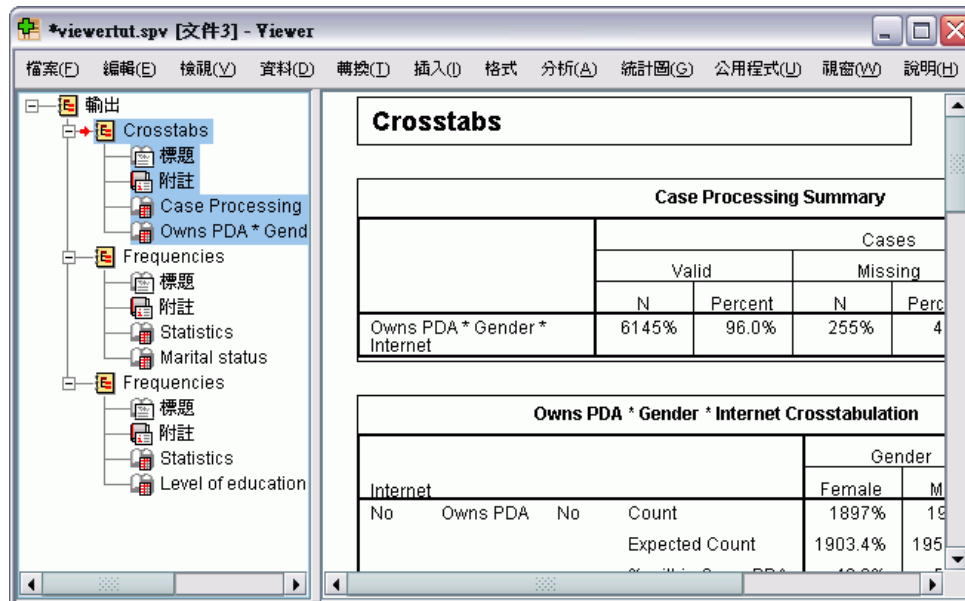 *viewertut.spv [文件3] - Viewer
檔案(F) 編輯(E) 檢視(V) 資料(D) 轉換(T) 插入(I) 格式 分析(A) 統計圖(G) 公用程式(U) 視窗(W) 說明(H)
輸出
Crosstabs
標題
附註
Case Processing
Owns PDA * Gend
Frequencies
標題
附註
Statistics
Marital status
Frequencies
標題
附註
Statistics
Level of education
Crosstabs
Case Processing Summary
Cases
Valid Missing
N Percent N Perc
Owns PDA * Gender * 6145% 96.0% 255% 4
Internet
Owns PDA * Gender * Internet Crosstabulation
Gender
Internet Female M
No Owns PDA No Count 1897% 19
Expected Count 1903.4% 195